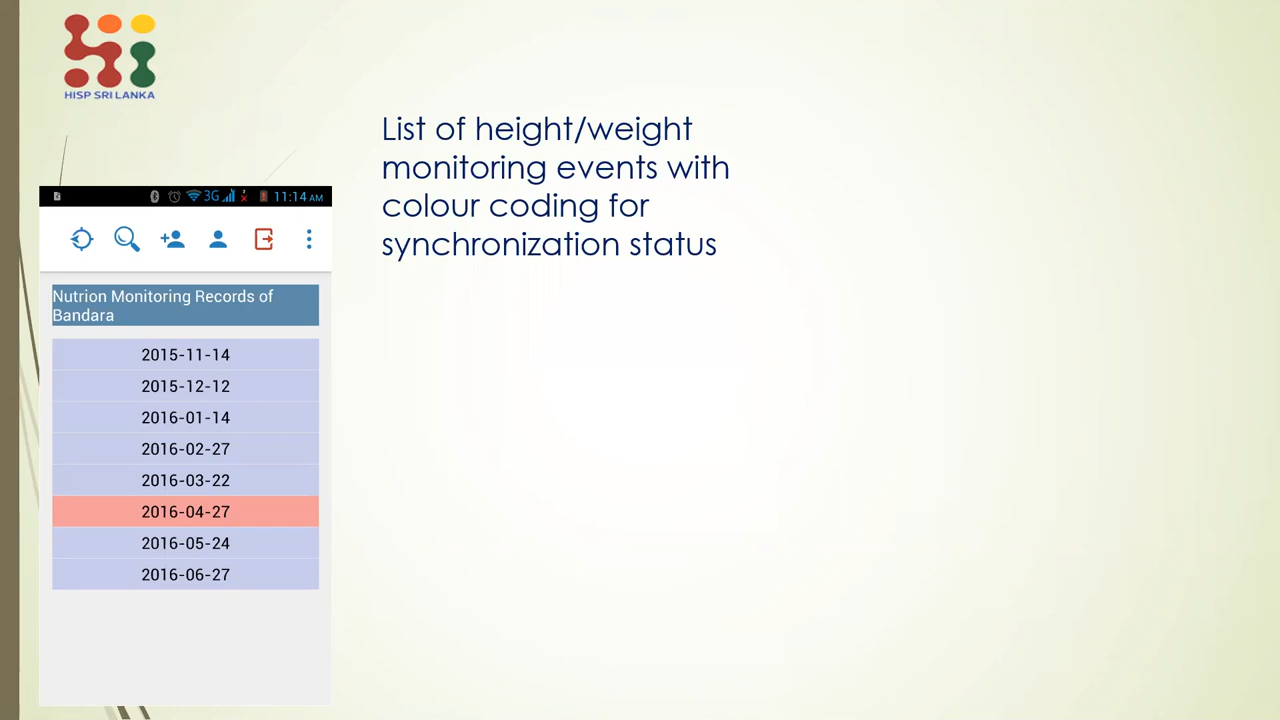 HISP SRI LANKA
List of height/weight
monitoring events with
colour coding for
synchronization status
3G 11:14 AM
Nutrion Monitoring Records of
Bandara
2015-11-14
2015-12-12
2016-01-14
2016-02-27
2016-03-22
2016-04-27
2016-05-24
2016-06-27